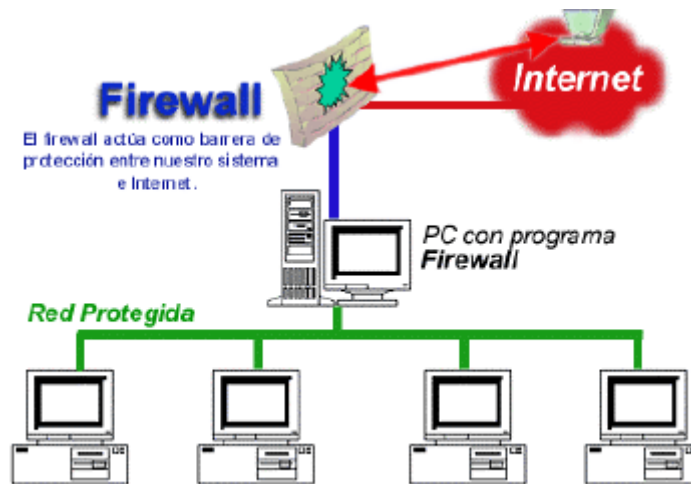 Internet
Firewall
El firewall actúa como barrera de
protección entre nuestro sistema
e Internet.
PC con programa
Firewall
Red Protegida